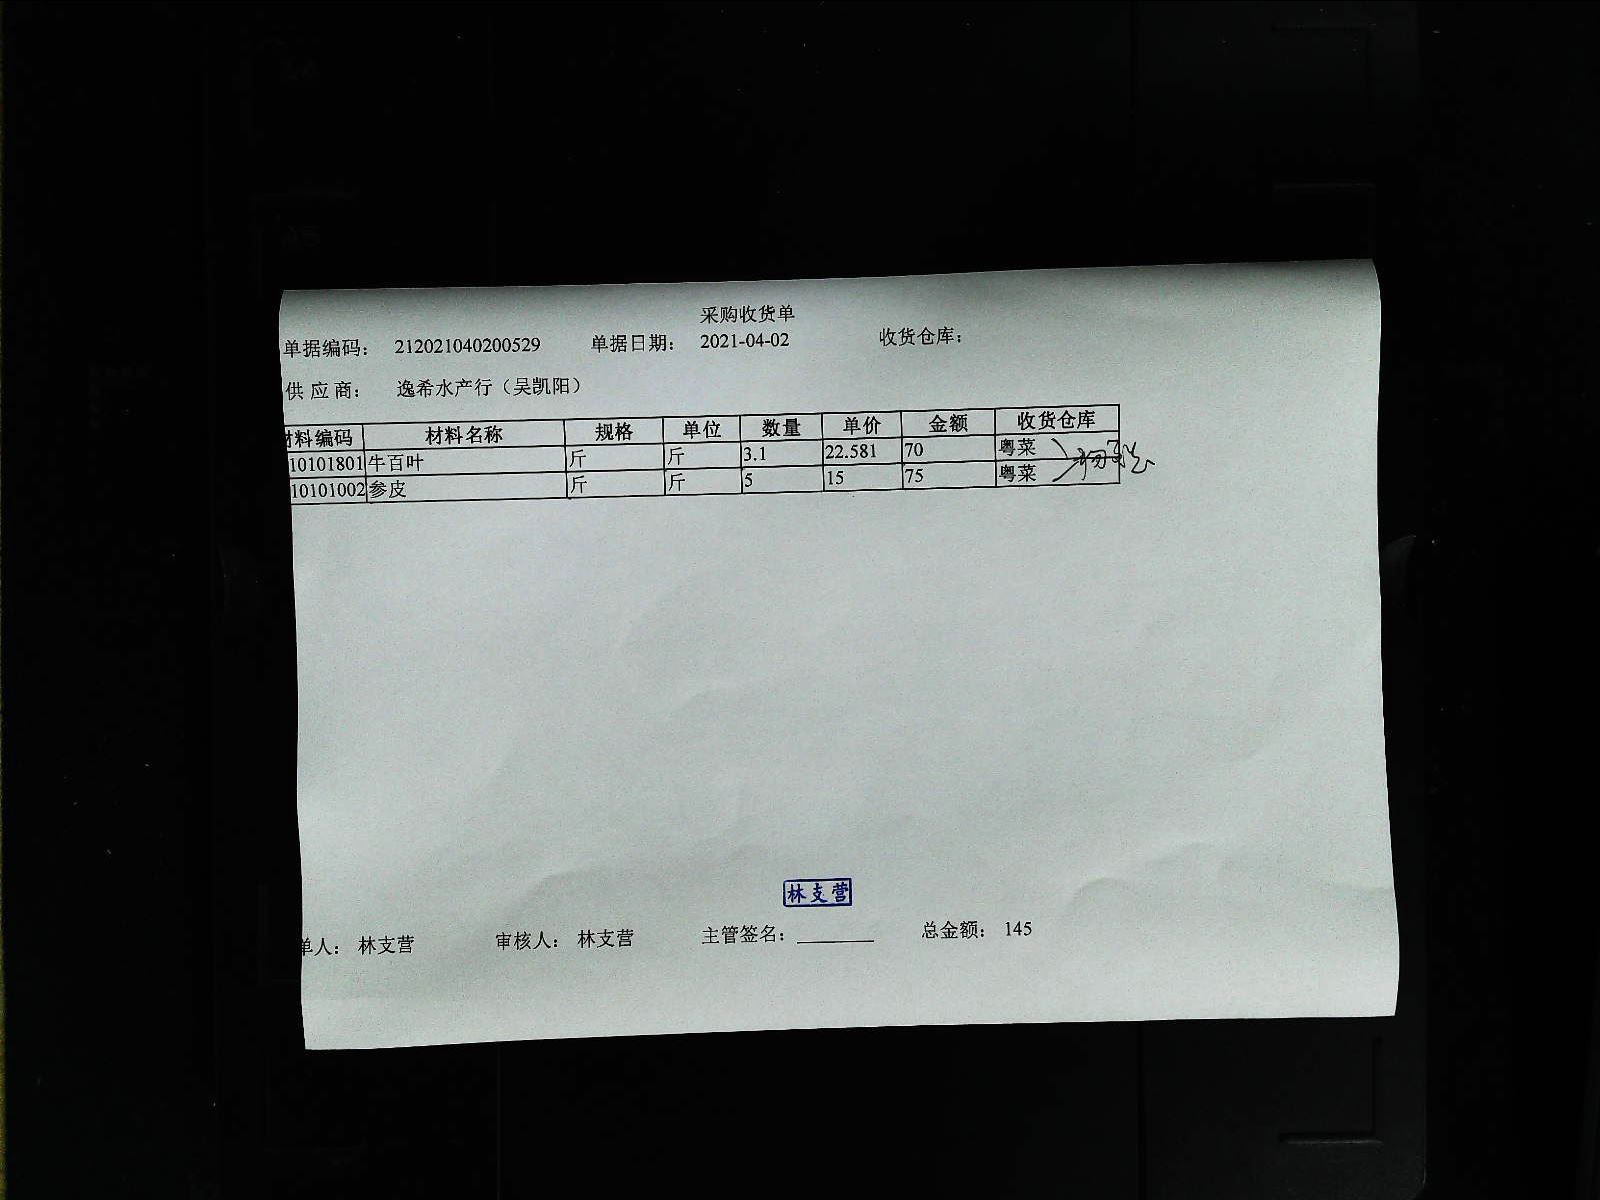 采购收货单
单据编码： 212021040200529 单据日期： 2021-04-02 收货仓库：
供应商： 逸希水产行（吴凯阳）
材料编码 材料名称 规格 单位 数量 单价 金额 收货仓库
10101801 牛百叶 斤 斤 3.1 22.581 70 粤菜
10101002 参皮 斤 斤 5 15 75 粤菜
林支营
单人： 林支营 审核人： 林支营 主管签名： 总金额： 145